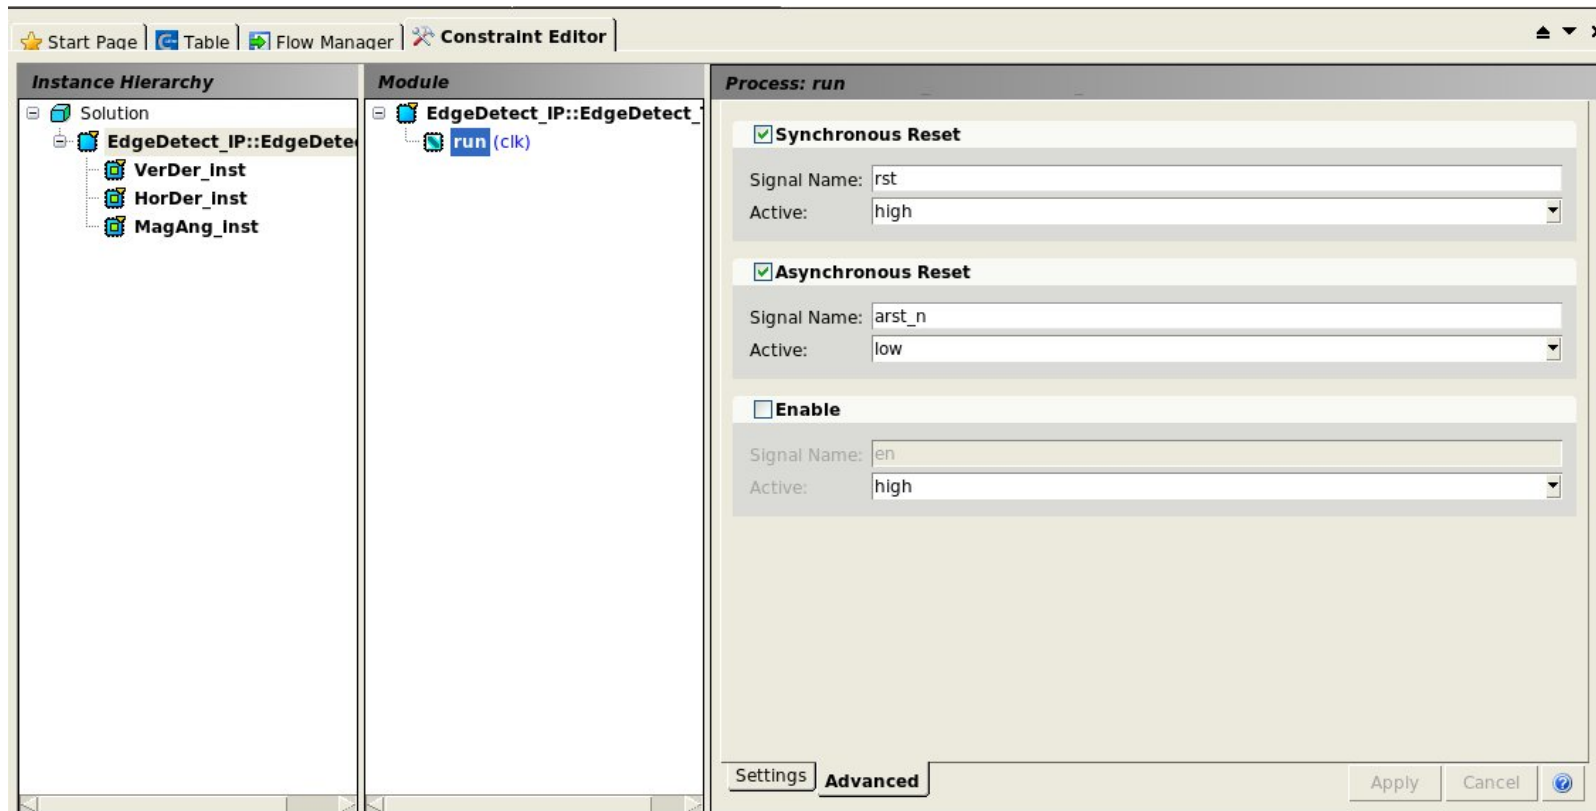 Start Page
Table
Flow Manager
Constraint Editor
Instance Hierarchy
Solution
EdgeDetect_IP::EdgeDete
VerDer_inst
HorDer_inst
MagAng_inst
Module
EdgeDetect_IP::EdgeDetect_
run (clk)
Process: run
Synchronous Reset
Signal Name: rst
Active: high
Asynchronous Reset
Signal Name: arst_n
Active: low
Enable
Signal Name: en
Active: high
Settings
Advanced
Apply
Cancel